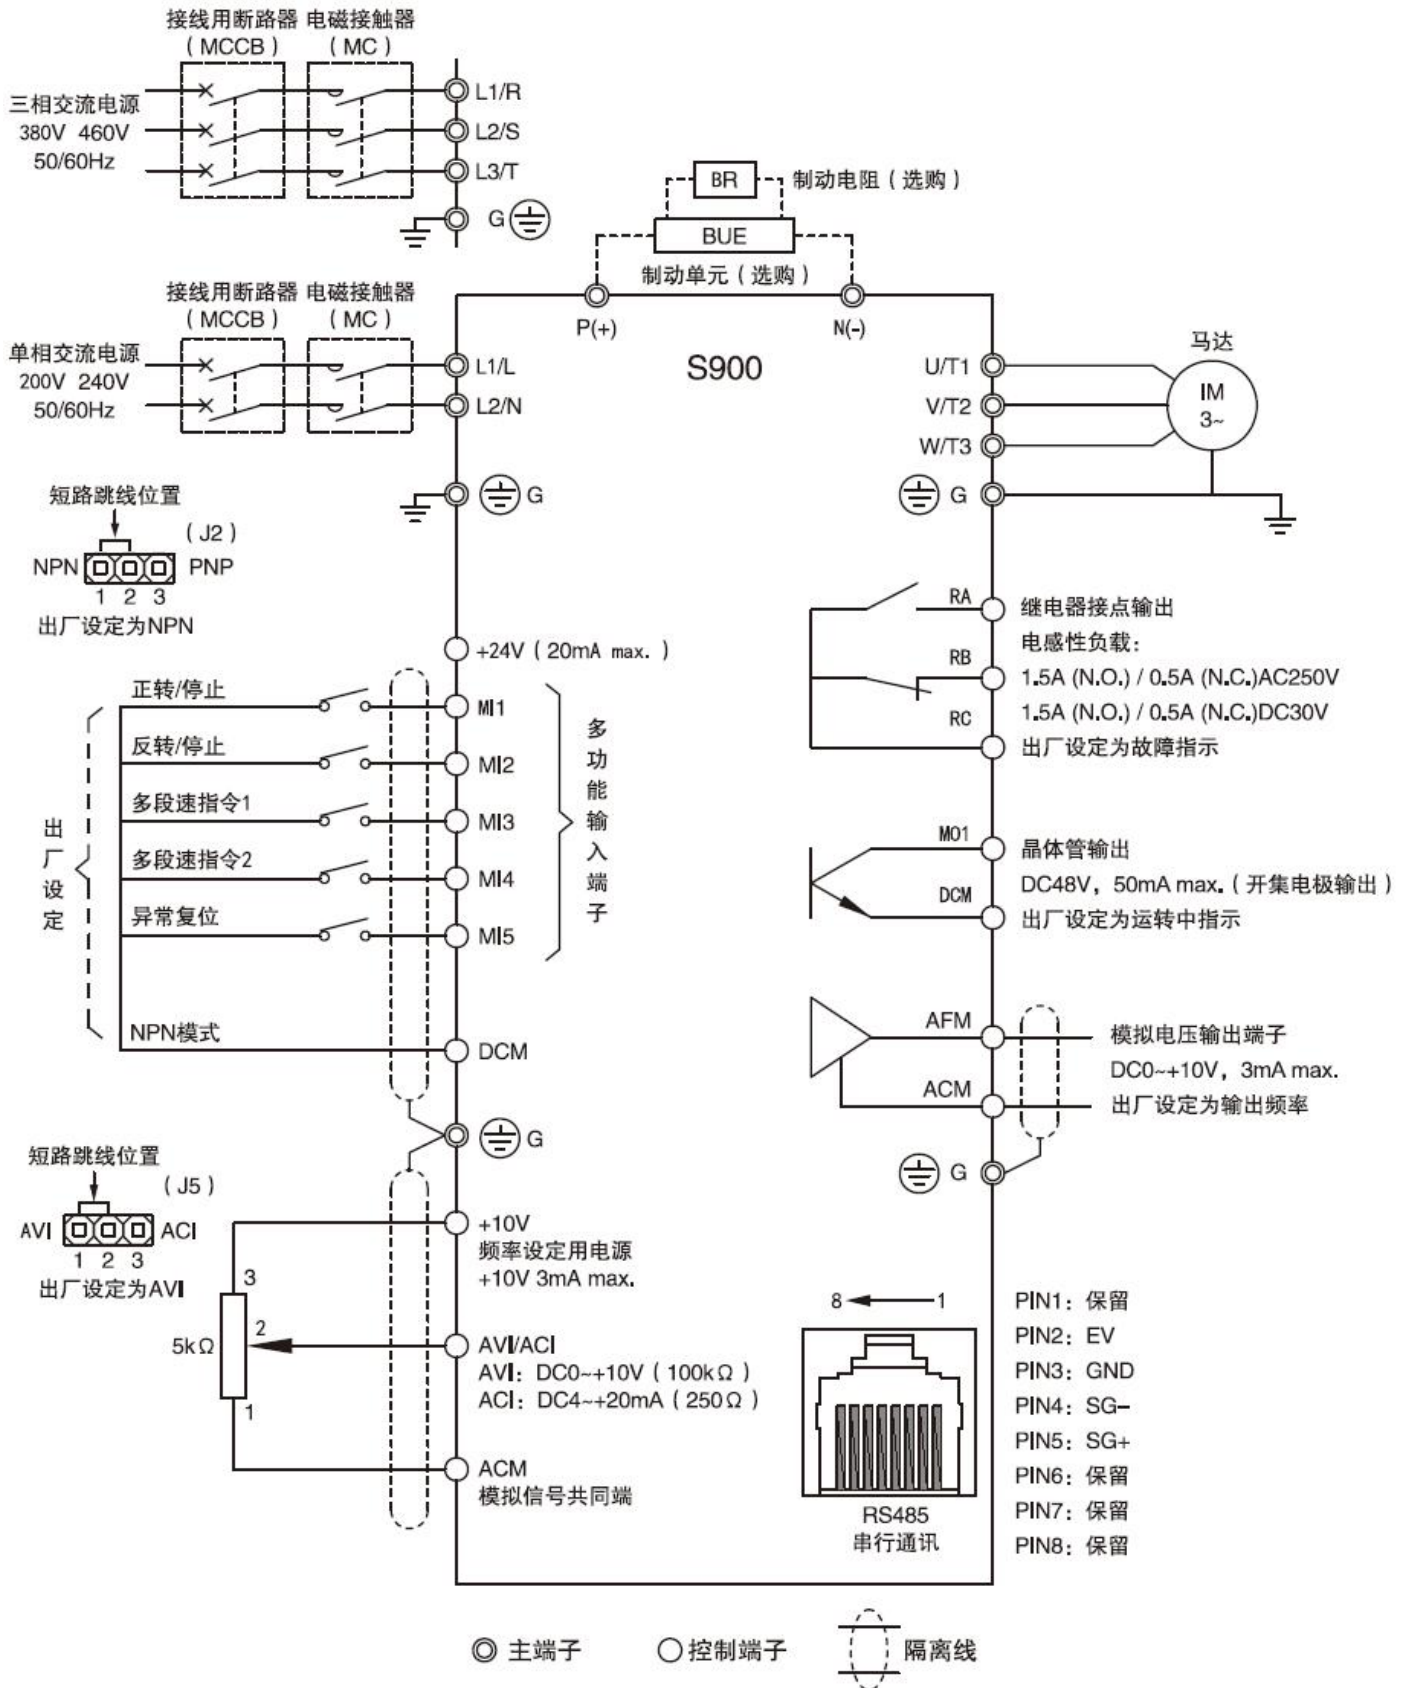 接线用断路器 电磁接触器
(MCCB) (MC)
三相交流电源
380V 460V
50/60Hz
L1/R
L2/S
L3/T
G
BR 制动电阻(选购)
BUE
制动单元(选购)
P(+) N(-)
接线用断路器 电磁接触器
(MCCB) (MC)
单相交流电源
200V 240V
50/60Hz
L1/L
L2/N
G
S900
U/T1
V/T2
W/T3
G
马达
IM
3~
短路跳线位置
(J2)
NPN PNP
1 2 3
出厂设定为NPN
+24V(20mA max.)
出厂设定
正转/停止 MI1
反转/停止 MI2
多段速指令1 MI3
多段速指令2 MI4
异常复位 MI5
NPN模式 DCM
多功能输入端子
G
RA
RB
RC
继电器接点输出
电感性负载:
1.5A (N.O.) / 0.5A (N.C.)AC250V
1.5A (N.O.) / 0.5A (N.C.)DC30V
出厂设定为故障指示
MO1
DCM
晶体管输出
DC48V,50mA max.(开集电极输出)
出厂设定为运转中指示
AFM
ACM
模拟电压输出端子
DC0~+10V,3mA max.
出厂设定为输出频率
G
短路跳线位置
(J5)
AVI ACI
1 2 3
出厂设定为AVI
3
2
5kΩ
1
+10V
频率设定用电源
+10V 3mA max.
AVI/ACI
AVI:DC0~+10V(100kΩ)
ACI:DC4~+20mA(250Ω)
ACM
模拟信号共同端
8 1
RS485
串行通讯
PIN1:保留
PIN2:EV
PIN3:GND
PIN4:SG−
PIN5:SG+
PIN6:保留
PIN7:保留
PIN8:保留
主端子 控制端子 隔离线